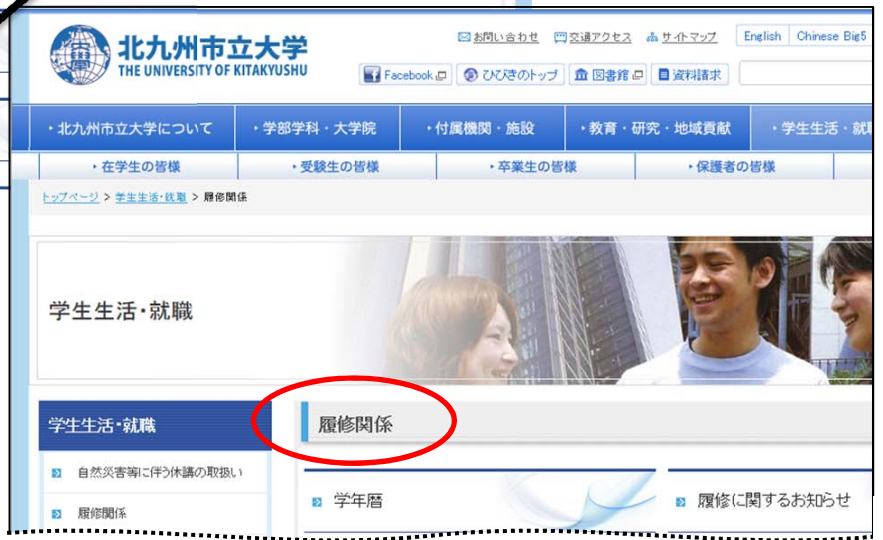 北九州市立大学
THE UNIVERSITY OF KITAKYUSHU
お問い合わせ 交通アクセス サイトマップ English Chinese Big5
Facebook ひびきのトップ 図書館 資料請求
北九州市立大学について 学部学科・大学院 付属機関・施設 教育・研究・地域貢献 学生生活・就
在学生の皆様 受験生の皆様 卒業生の皆様 保護者の皆様
トップページ > 学生生活・就職 > 履修関係
学生生活・就職
学生生活・就職
履修関係
自然災害等に伴う休講の取扱い
履修関係
学年暦
履修に関するお知らせ